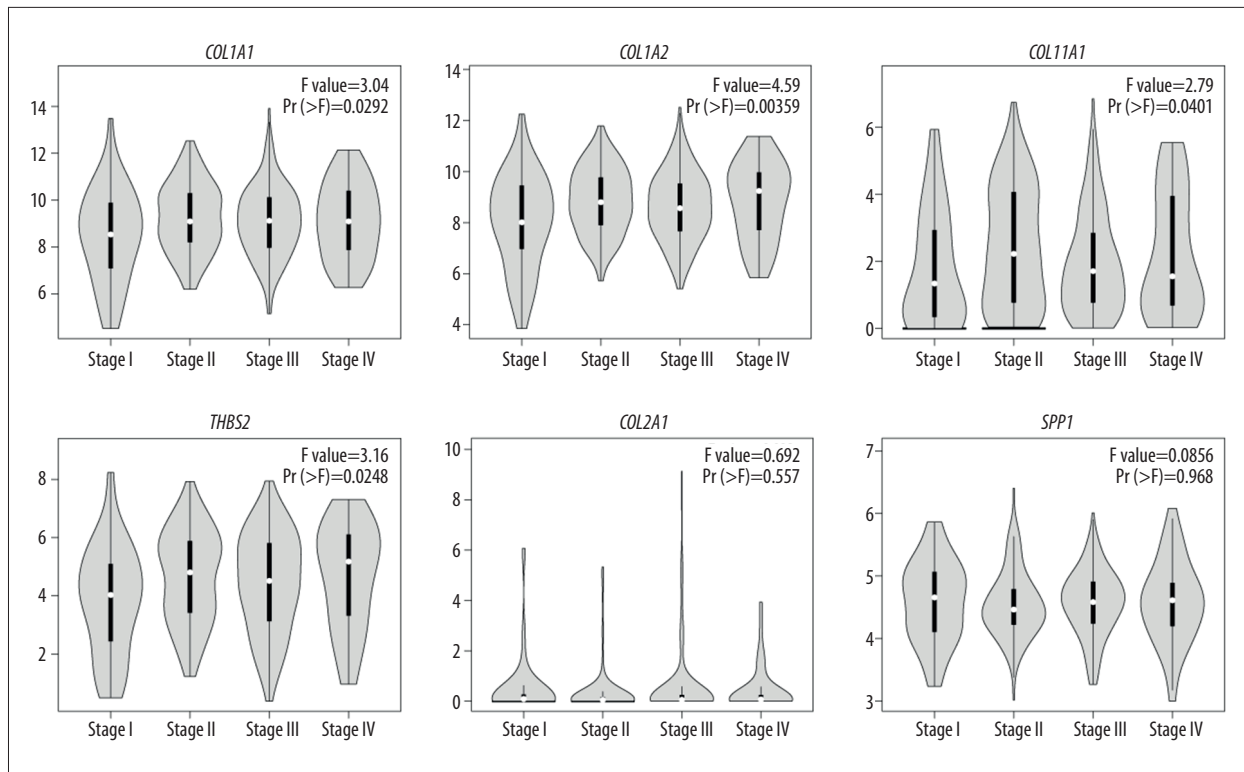 COL1A1
F value=3.04
Pr (>F)=0.0292
14
12
10
8
6
Stage I Stage II Stage III Stage IV
COL1A2
F value=4.59
Pr (>F)=0.00359
14
12
10
8
6
4
Stage I Stage II Stage III Stage IV
COL11A1
F value=2.79
Pr (>F)=0.0401
6
4
2
0
Stage I Stage II Stage III Stage IV
THBS2
F value=3.16
Pr (>F)=0.0248
8
6
4
2
Stage I Stage II Stage III Stage IV
COL2A1
F value=0.692
Pr (>F)=0.557
10
8
6
4
2
0
Stage I Stage II Stage III Stage IV
SPP1
F value=0.0856
Pr (>F)=0.968
7
6
5
4
3
Stage I Stage II Stage III Stage IV